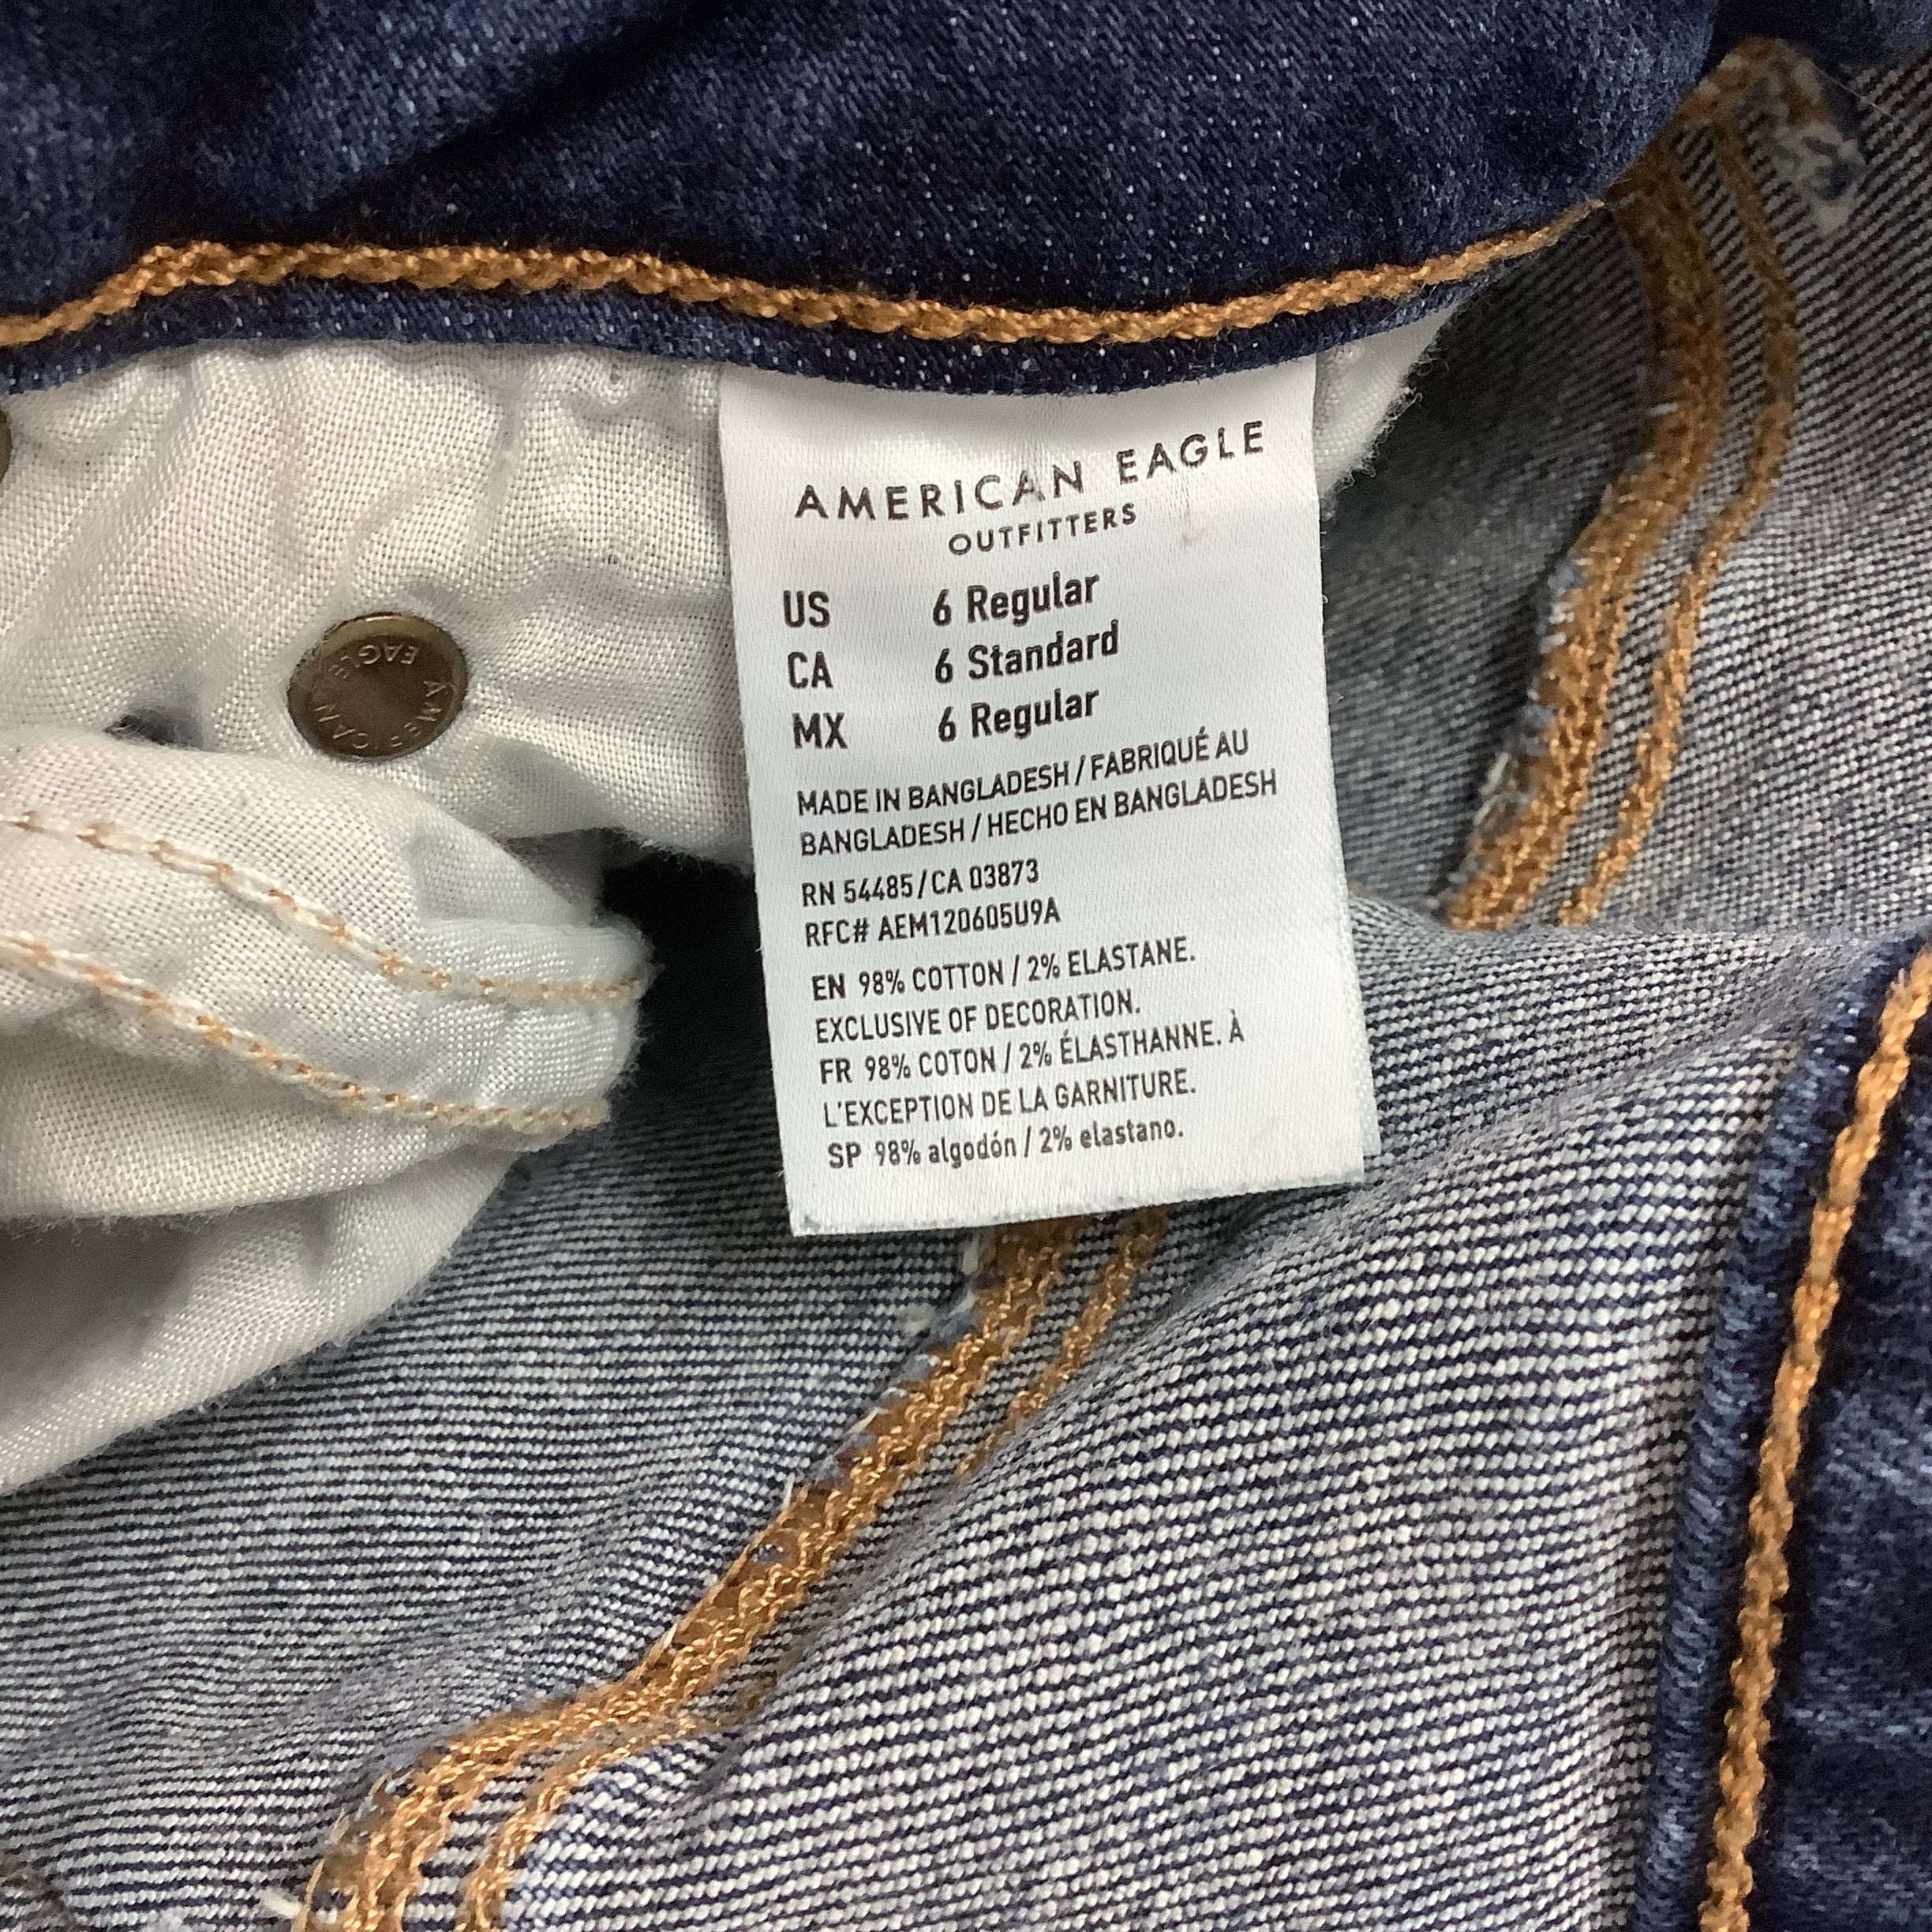 AMERICAN EAGLE
OUTFITTERS
US 6 Regular
CA 6 Standard
MX 6 Regular
MADE IN BANGLADESH / FABRIQUÉ AU
BANGLADESH / HECHO EN BANGLADESH
RN 54485 / CA 03873
RFC# AEM120605U9A
EN 98% COTTON / 2% ELASTANE.
EXCLUSIVE OF DECORATION.
FR 98% COTON / 2% ÉLASTHANNE. À
L'EXCEPTION DE LA GARNITURE.
SP 98% algodón / 2% elastano.
AMERICAN
EAGLE